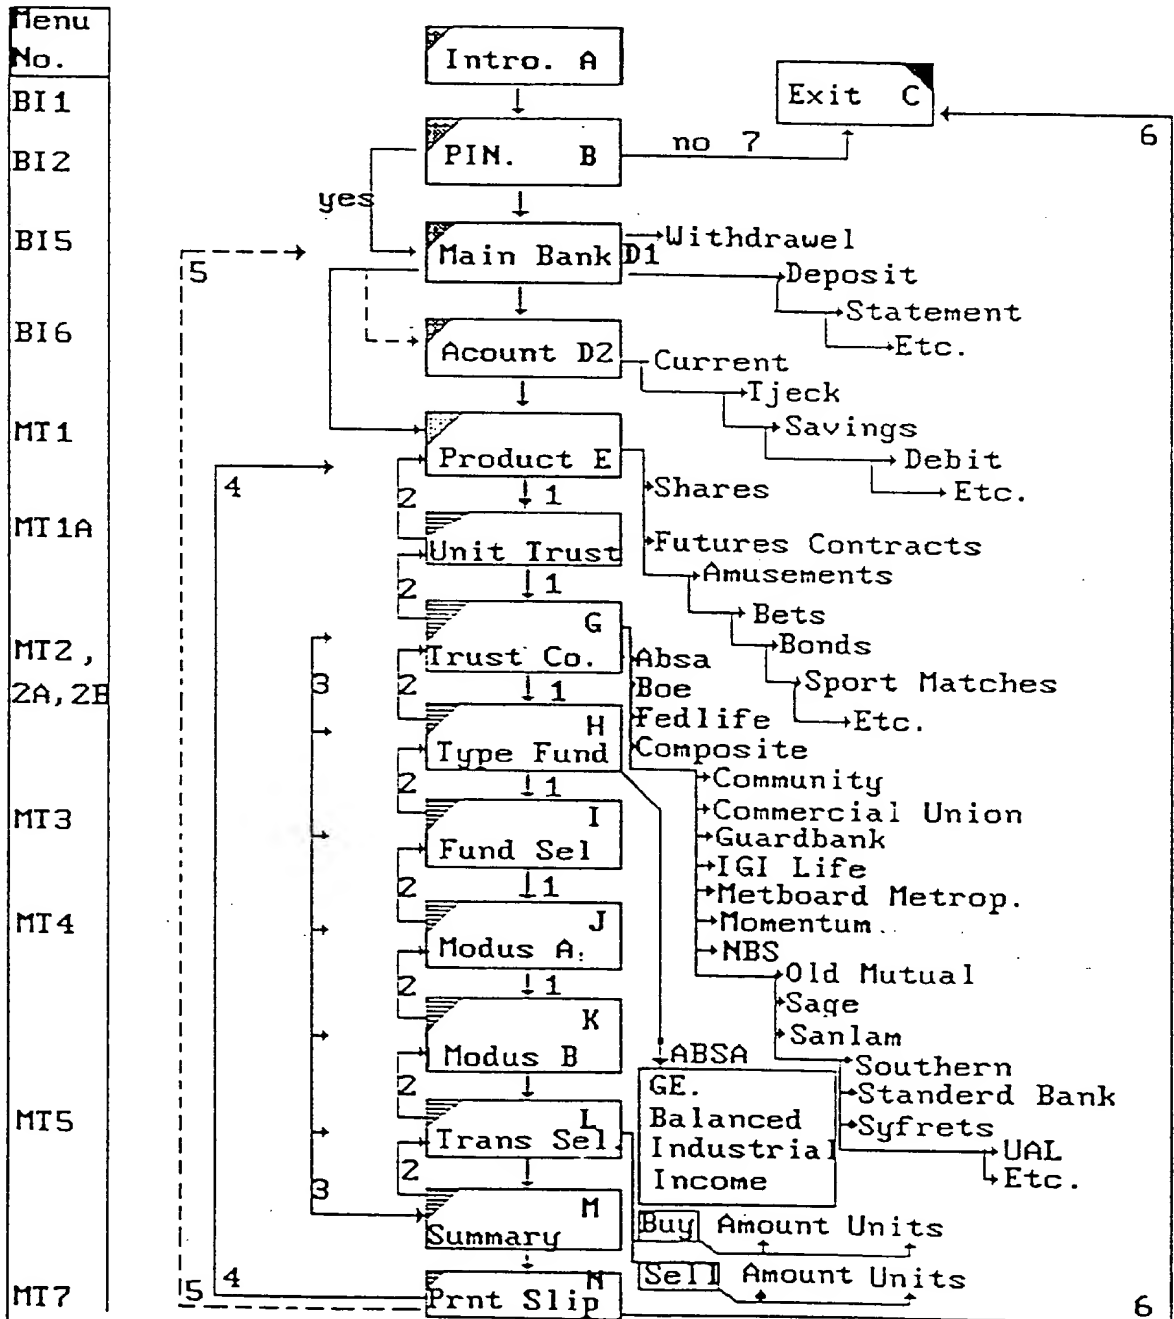 Menu
No.
Intro. A
Exit C
BI1
6
no 7
BI2
PIN. B
yes
BI5
Withdrawel
Main Bank D1
5
Deposit
Statement
BI6
Etc.
Acount D2
Current
Tjeck
MT1
Savings
Product E
Debit
4
2
1
Shares
Etc.
MT1A
Unit Trust
Futures Contracts
2
1
Amusements
G
Bets
MT2,
Trust Co.
Absa
Bonds
3
2
1
2A,2B
Boe
Sport Matches
H
Fedlife
Etc.
Type Fund
Composite
2
1
Community
MT3
I
Commercial Union
Fund Sel
Guardbank
IGI Life
2
1
Metboard Metrop.
MT4
J
Momentum
Modus A.
NBS
2
1
Old Mutual
K
Sage
Modus B
Sanlam
ABSA
Southern
2
GE.
Standerd Bank
MT5
L
Balanced
Syfrets
Trans Sel.
Industrial
UAL
2
Income
Etc.
3
M
Buy Amount Units
Summary
4
N
Sell Amount Units
MT7
5
Prnt Slip
6